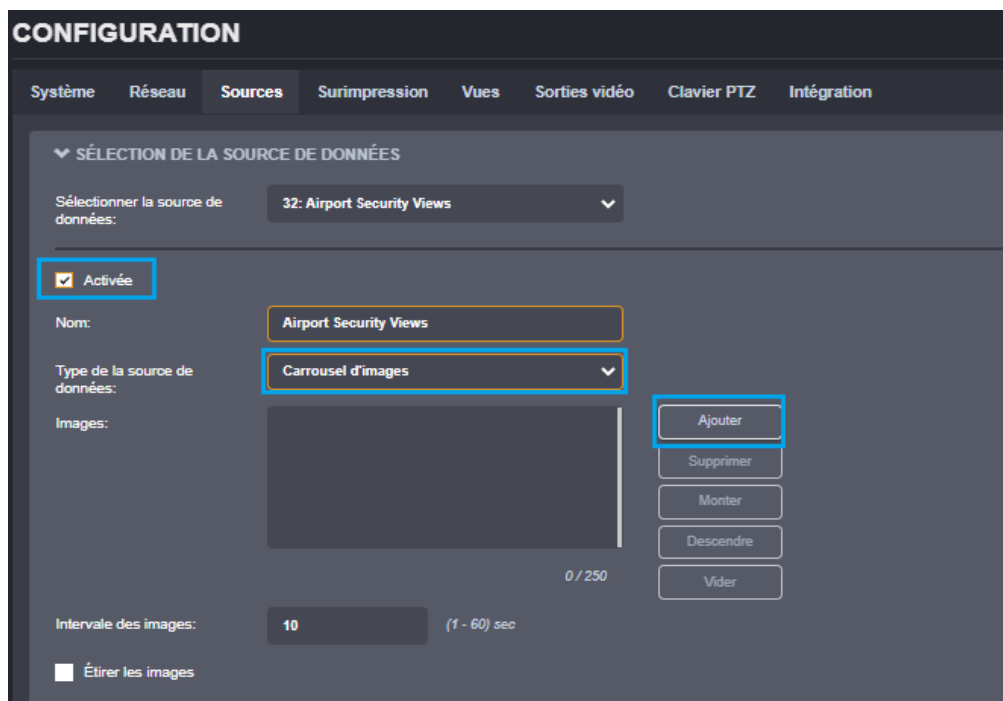 CONFIGURATION
Système Réseau Sources Surimpression Vues Sorties vidéo Clavier PTZ Intégration
SÉLECTION DE LA SOURCE DE DONNÉES
Sélectionner la source de
données:
32: Airport Security Views
Activée
Nom:
Airport Security Views
Type de la source de
données:
Carrousel d'images
Images:
Ajouter
Supprimer
Monter
Descendre
Vider
0 / 250
Intervale des images:
10
(1 - 60) sec
Étirer les images